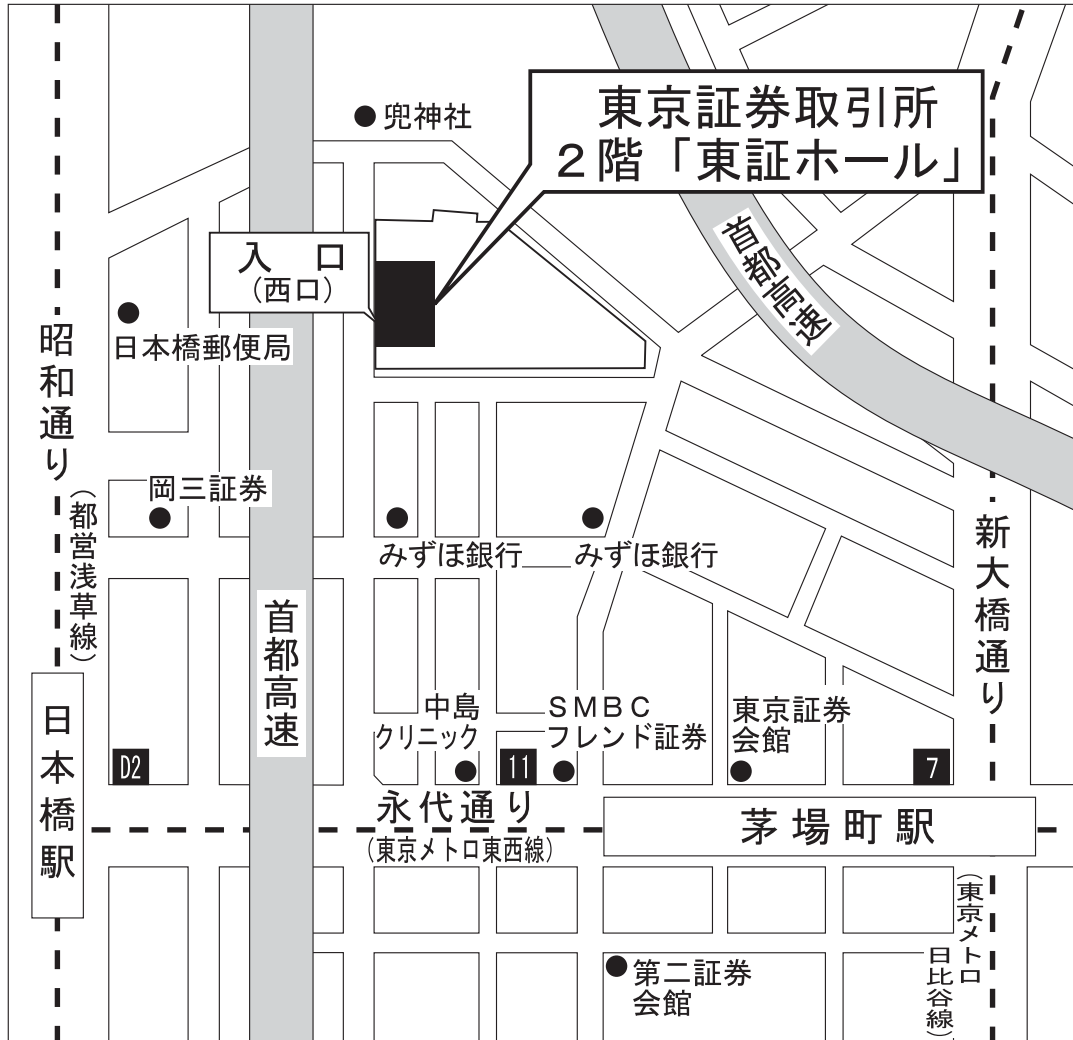 兜神社
東京証券取引所
２階「東証ホール」
入口
（西口）
首都高速
日本橋郵便局
昭和通り
（都営浅草線）
岡三証券
みずほ銀行
みずほ銀行
新大橋通り
首都高速
日本橋駅
中島
クリニック
ＳＭＢＣ
フレンド証券
東京証券
会館
D2
11
7
永代通り
（東京メトロ東西線）
茅場町駅
（東京メトロ
日比谷線）
第二証券
会館